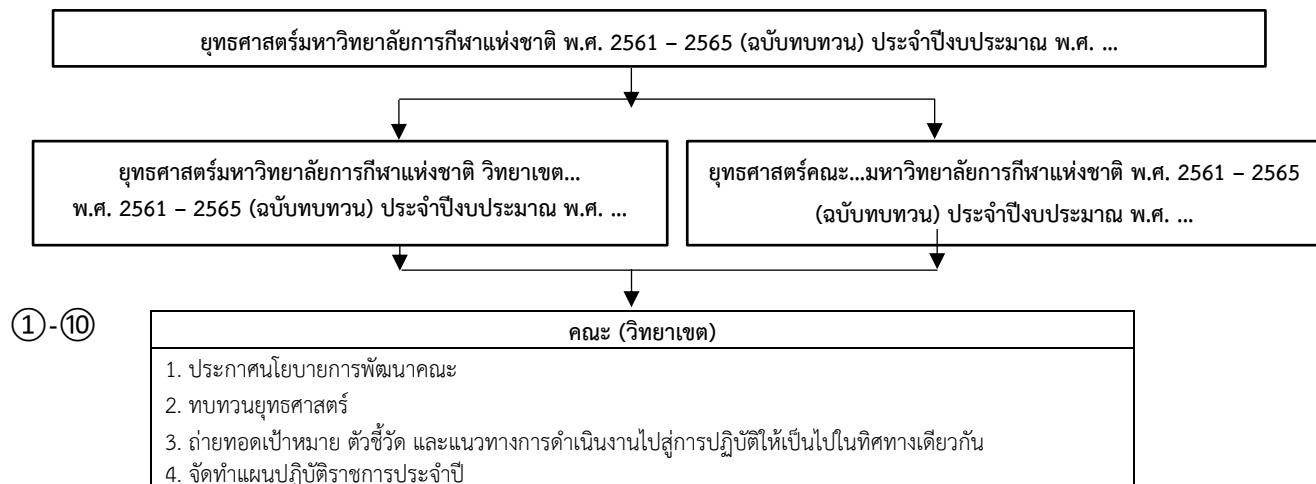 ยุทธศาสตร์มหาวิทยาลัยการกีฬาแห่งชาติ พ.ศ. 2561 – 2565 (ฉบับทบทวน) ประจำปีงบประมาณ พ.ศ. ...
ยุทธศาสตร์มหาวิทยาลัยการกีฬาแห่งชาติ วิทยาเขต...
พ.ศ. 2561 – 2565 (ฉบับทบทวน) ประจำปีงบประมาณ พ.ศ. ...
ยุทธศาสตร์คณะ...มหาวิทยาลัยการกีฬาแห่งชาติ พ.ศ. 2561 – 2565
(ฉบับทบทวน) ประจำปีงบประมาณ พ.ศ. ...
①-⑩
คณะ (วิทยาเขต)
1. ประกาศนโยบายการพัฒนาคณะ
2. ทบทวนยุทธศาสตร์
3. ถ่ายทอดเป้าหมาย ตัวชี้วัด และแนวทางการดำเนินงานไปสู่การปฏิบัติให้เป็นไปในทิศทางเดียวกัน
4. จัดทำแผนปฏิบัติราชการประจำปี